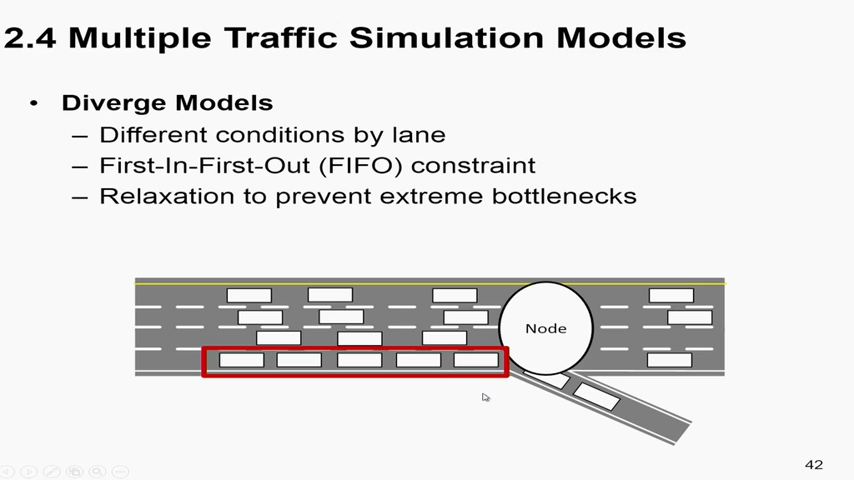 2.4 Multiple Traffic Simulation Models
• Diverge Models
– Different conditions by lane
– First-In-First-Out (FIFO) constraint
– Relaxation to prevent extreme bottlenecks
Node
42